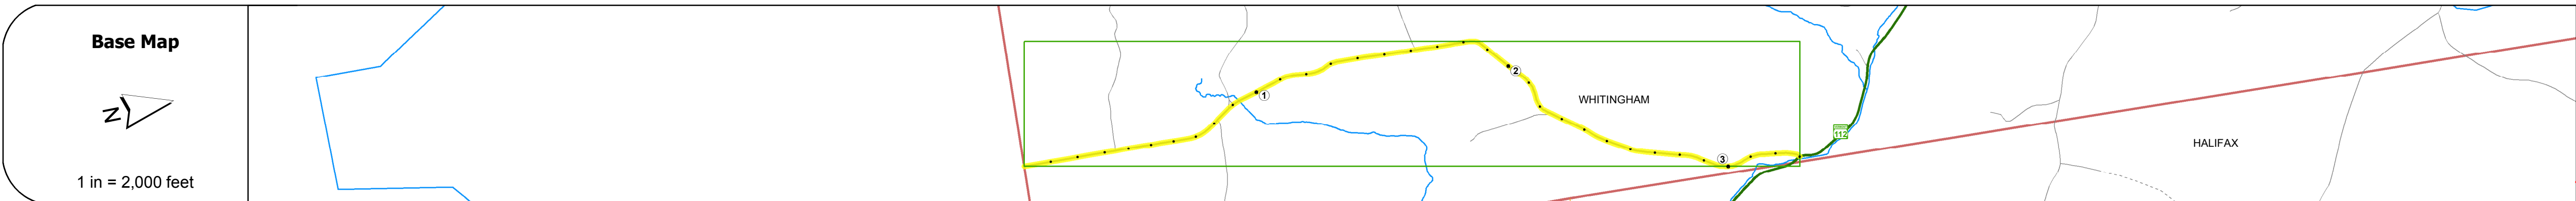 Base Map
N
1 in = 2,000 feet
1
2
WHITINGHAM
3
112
HALIFAX